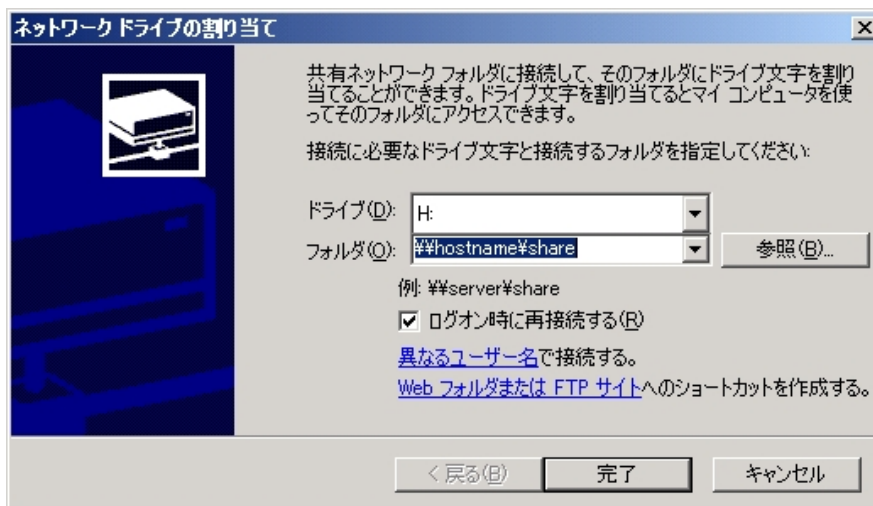 ネットワーク ドライブの割り当て
共有ネットワーク フォルダに接続して、そのフォルダにドライブ文字を割り
当てることができます。ドライブ文字を割り当てるとマイ コンピュータを使
ってそのフォルダにアクセスできます。
接続に必要なドライブ文字と接続するフォルダを指定してください:
ドライブ(D): H:
フォルダ(O): ¥¥hostname¥share 参照(B)...
例: ¥¥server¥share
ログオン時に再接続する(R)
異なるユーザー名で接続する。
Web フォルダまたは FTP サイトへのショートカットを作成する。
< 戻る(B) 完了 キャンセル